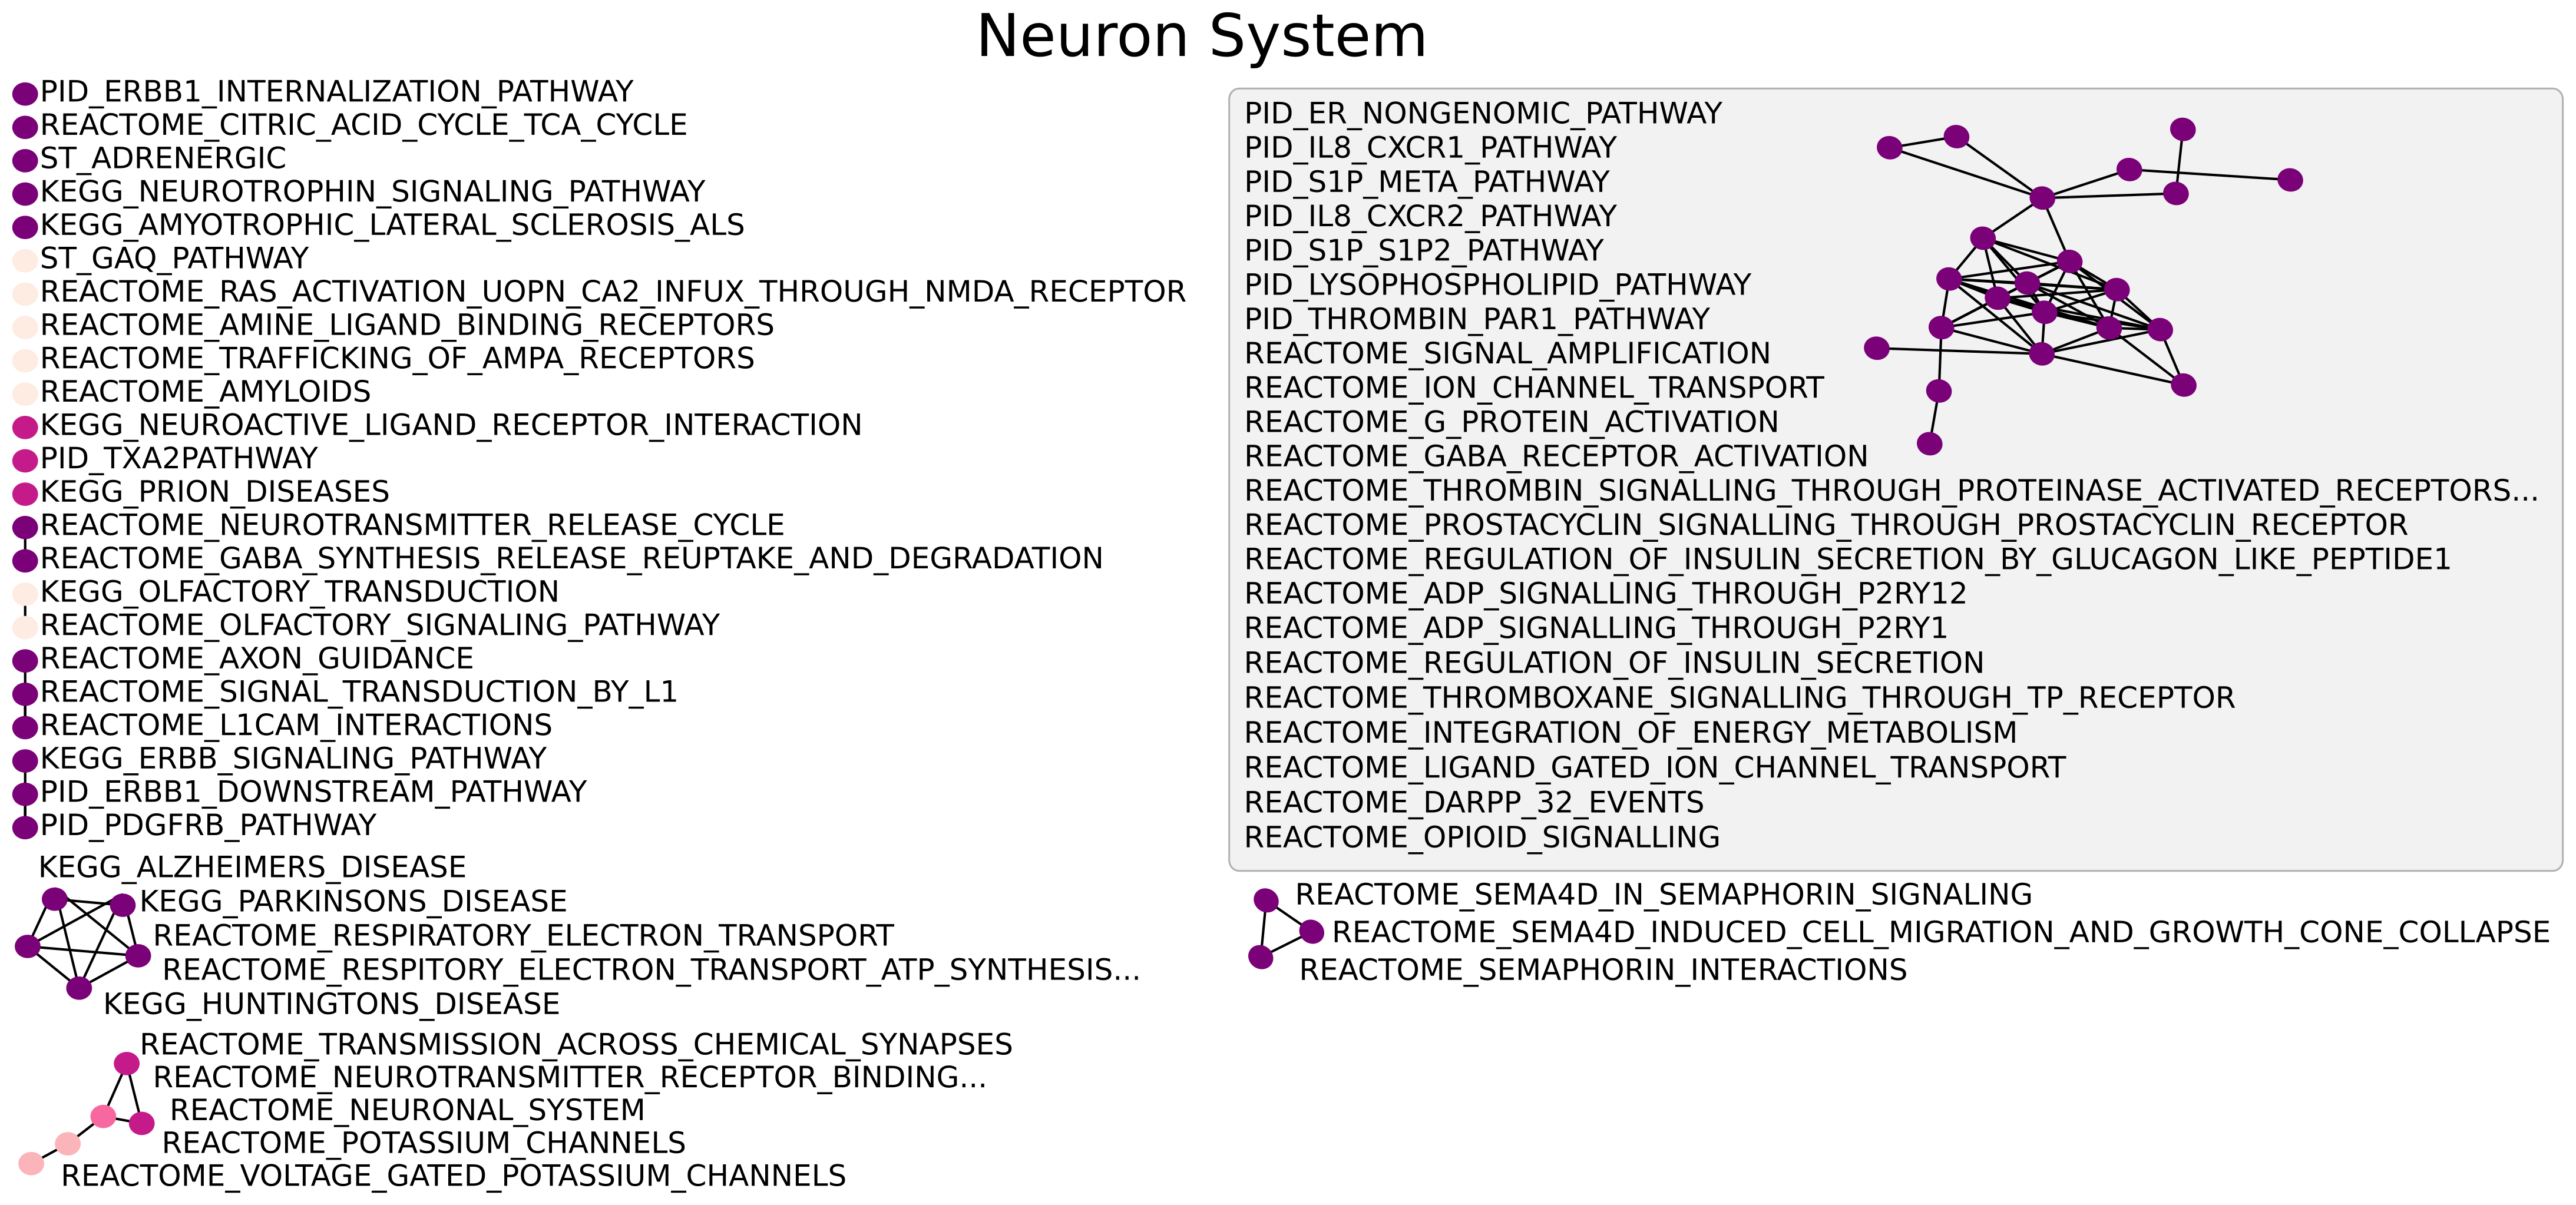 Neuron System
PID_ERBB1_INTERNALIZATION_PATHWAY
REACTOME_CITRIC_ACID_CYCLE_TCA_CYCLE
ST_ADRENERGIC
KEGG_NEUROTROPHIN_SIGNALING_PATHWAY
KEGG_AMYOTROPHIC_LATERAL_SCLEROSIS_ALS
ST_GAQ_PATHWAY
REACTOME_RAS_ACTIVATION_UOPN_CA2_INFUX_THROUGH_NMDA_RECEPTOR
REACTOME_AMINE_LIGAND_BINDING_RECEPTORS
REACTOME_TRAFFICKING_OF_AMPA_RECEPTORS
REACTOME_AMYLOIDS
KEGG_NEUROACTIVE_LIGAND_RECEPTOR_INTERACTION
PID_TXA2PATHWAY
KEGG_PRION_DISEASES
REACTOME_NEUROTRANSMITTER_RELEASE_CYCLE
REACTOME_GABA_SYNTHESIS_RELEASE_REUPTAKE_AND_DEGRADATION
KEGG_OLFACTORY_TRANSDUCTION
REACTOME_OLFACTORY_SIGNALING_PATHWAY
REACTOME_AXON_GUIDANCE
REACTOME_SIGNAL_TRANSDUCTION_BY_L1
REACTOME_L1CAM_INTERACTIONS
KEGG_ERBB_SIGNALING_PATHWAY
PID_ERBB1_DOWNSTREAM_PATHWAY
PID_PDGFRB_PATHWAY
KEGG_ALZHEIMERS_DISEASE
KEGG_PARKINSONS_DISEASE
REACTOME_RESPIRATORY_ELECTRON_TRANSPORT
REACTOME_RESPITORY_ELECTRON_TRANSPORT_ATP_SYNTHESIS...
KEGG_HUNTINGTONS_DISEASE
REACTOME_TRANSMISSION_ACROSS_CHEMICAL_SYNAPSES
REACTOME_NEUROTRANSMITTER_RECEPTOR_BINDING...
REACTOME_NEURONAL_SYSTEM
REACTOME_POTASSIUM_CHANNELS
REACTOME_VOLTAGE_GATED_POTASSIUM_CHANNELS
PID_ER_NONGENOMIC_PATHWAY
PID_IL8_CXCR1_PATHWAY
PID_S1P_META_PATHWAY
PID_IL8_CXCR2_PATHWAY
PID_S1P_S1P2_PATHWAY
PID_LYSOPHOSPHOLIPID_PATHWAY
PID_THROMBIN_PAR1_PATHWAY
REACTOME_SIGNAL_AMPLIFICATION
REACTOME_ION_CHANNEL_TRANSPORT
REACTOME_G_PROTEIN_ACTIVATION
REACTOME_GABA_RECEPTOR_ACTIVATION
REACTOME_THROMBIN_SIGNALLING_THROUGH_PROTEINASE_ACTIVATED_RECEPTORS...
REACTOME_PROSTACYCLIN_SIGNALLING_THROUGH_PROSTACYCLIN_RECEPTOR
REACTOME_REGULATION_OF_INSULIN_SECRETION_BY_GLUCAGON_LIKE_PEPTIDE1
REACTOME_ADP_SIGNALLING_THROUGH_P2RY12
REACTOME_ADP_SIGNALLING_THROUGH_P2RY1
REACTOME_REGULATION_OF_INSULIN_SECRETION
REACTOME_THROMBOXANE_SIGNALLING_THROUGH_TP_RECEPTOR
REACTOME_INTEGRATION_OF_ENERGY_METABOLISM
REACTOME_LIGAND_GATED_ION_CHANNEL_TRANSPORT
REACTOME_DARPP_32_EVENTS
REACTOME_OPIOID_SIGNALLING
REACTOME_SEMA4D_IN_SEMAPHORIN_SIGNALING
REACTOME_SEMA4D_INDUCED_CELL_MIGRATION_AND_GROWTH_CONE_COLLAPSE
REACTOME_SEMAPHORIN_INTERACTIONS